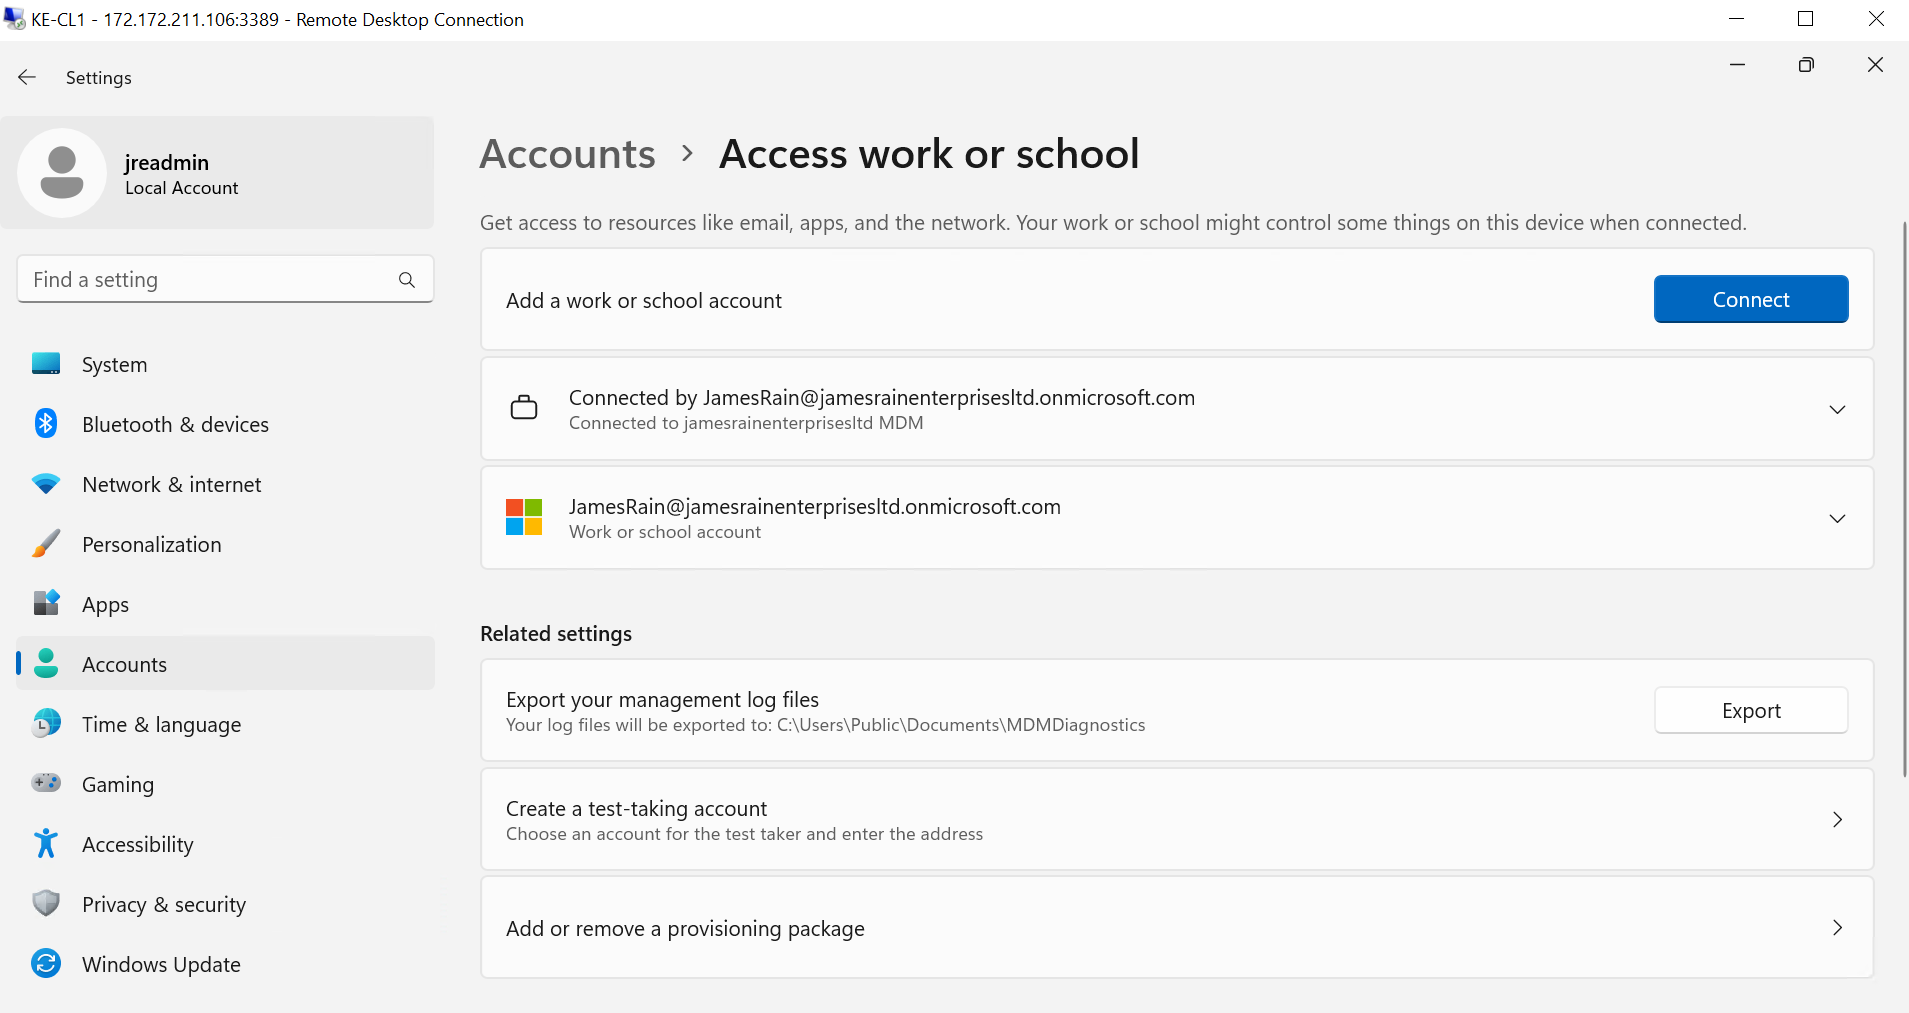 KE-CL1 - 172.172.211.106:3389 - Remote Desktop Connection
Settings
jreadmin
Local Account
Find a setting
System
Bluetooth & devices
Network & internet
Personalization
Apps
Accounts
Time & language
Gaming
Accessibility
Privacy & security
Windows Update
Accounts > Access work or school
Get access to resources like email, apps, and the network. Your work or school might control some things on this device when connected.
Add a work or school account
Connect
Connected by JamesRain@jamesrainenterprisesltd.onmicrosoft.com
Connected to jamesrainenterprisesltd MDM
JamesRain@jamesrainenterprisesltd.onmicrosoft.com
Work or school account
Related settings
Export your management log files
Your log files will be exported to: C:\Users\Public\Documents\MDMDiagnostics
Export
Create a test-taking account
Choose an account for the test taker and enter the address
Add or remove a provisioning package